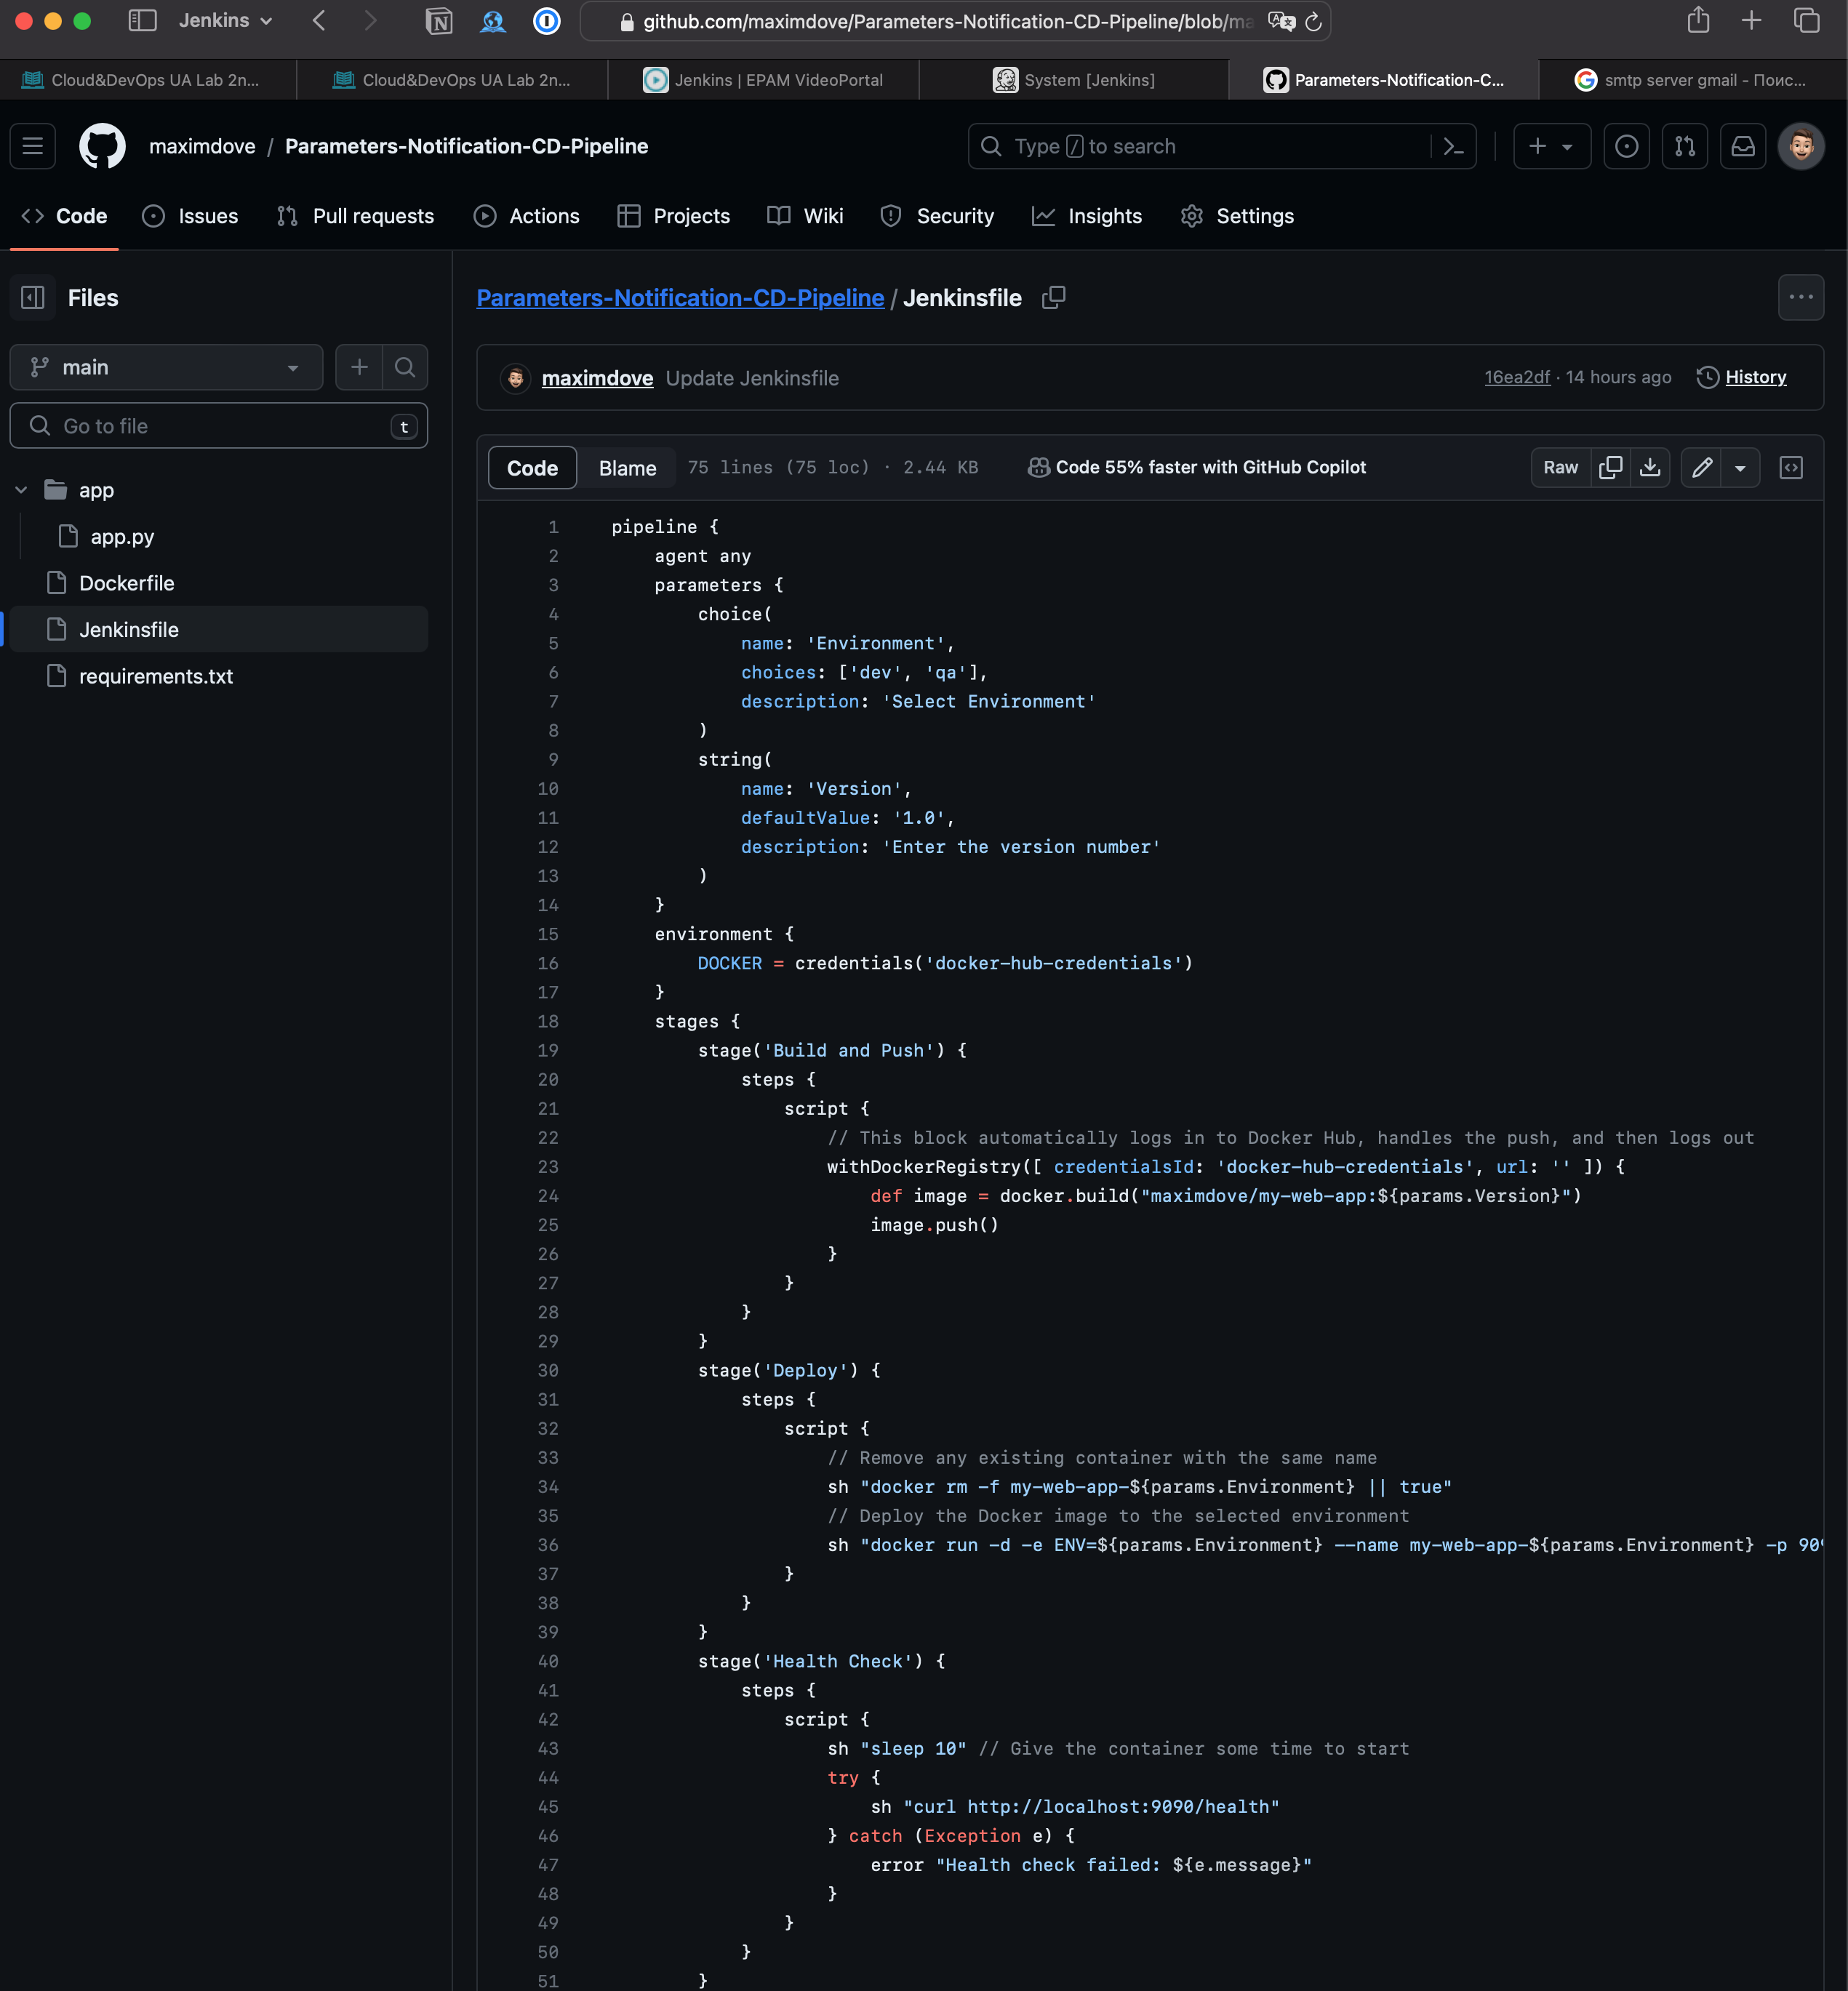 Jenkins
github.com/maximdove/Parameters-Notification-CD-Pipeline/blob/ma
Cloud&DevOps UA Lab 2n...
Cloud&DevOps UA Lab 2n...
Jenkins | EPAM VideoPortal
System [Jenkins]
Parameters-Notification-C...
smtp server gmail - Поис...
maximdove / Parameters-Notification-CD-Pipeline
Type / to search
Code
Issues
Pull requests
Actions
Projects
Wiki
Security
Insights
Settings
Files
Parameters-Notification-CD-Pipeline / Jenkinsfile
main
maximdove Update Jenkinsfile
16ea2df · 14 hours ago
History
Go to file
t
Code
Blame
75 lines (75 loc) · 2.44 KB
Code 55% faster with GitHub Copilot
Raw
app
app.py
Dockerfile
Jenkinsfile
requirements.txt
1 pipeline {
2 agent any
3 parameters {
4 choice(
5 name: 'Environment',
6 choices: ['dev', 'qa'],
7 description: 'Select Environment'
8 )
9 string(
10 name: 'Version',
11 defaultValue: '1.0',
12 description: 'Enter the version number'
13 )
14 }
15 environment {
16 DOCKER = credentials('docker-hub-credentials')
17 }
18 stages {
19 stage('Build and Push') {
20 steps {
21 script {
22 // This block automatically logs in to Docker Hub, handles the push, and then logs out
23 withDockerRegistry([ credentialsId: 'docker-hub-credentials', url: '' ]) {
24 def image = docker.build("maximdove/my-web-app:${params.Version}")
25 image.push()
26 }
27 }
28 }
29 }
30 stage('Deploy') {
31 steps {
32 script {
33 // Remove any existing container with the same name
34 sh "docker rm -f my-web-app-${params.Environment} || true"
35 // Deploy the Docker image to the selected environment
36 sh "docker run -d -e ENV=${params.Environment} --name my-web-app-${params.Environment} -p 909
37 }
38 }
39 }
40 stage('Health Check') {
41 steps {
42 script {
43 sh "sleep 10" // Give the container some time to start
44 try {
45 sh "curl http://localhost:9090/health"
46 } catch (Exception e) {
47 error "Health check failed: ${e.message}"
48 }
49 }
50 }
51 }